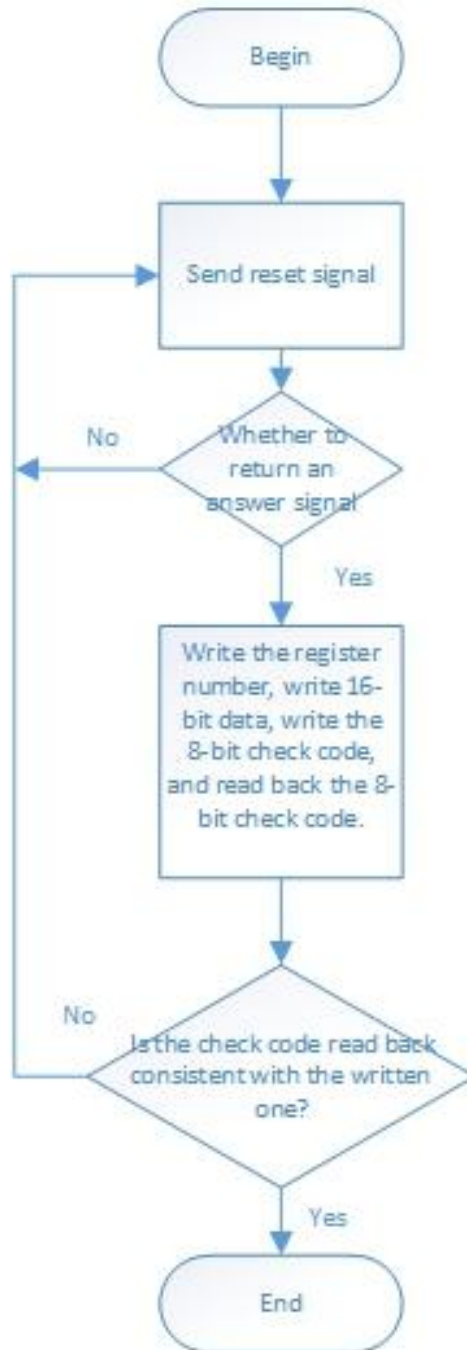 Begin
Send reset signal
No
Whether to
return an
answer signal
Yes
Write the register
number, write 16-
bit data, write the
8-bit check code,
and read back the 8-
bit check code.
No
Is the check code read back
consistent with the written
one?
Yes
End